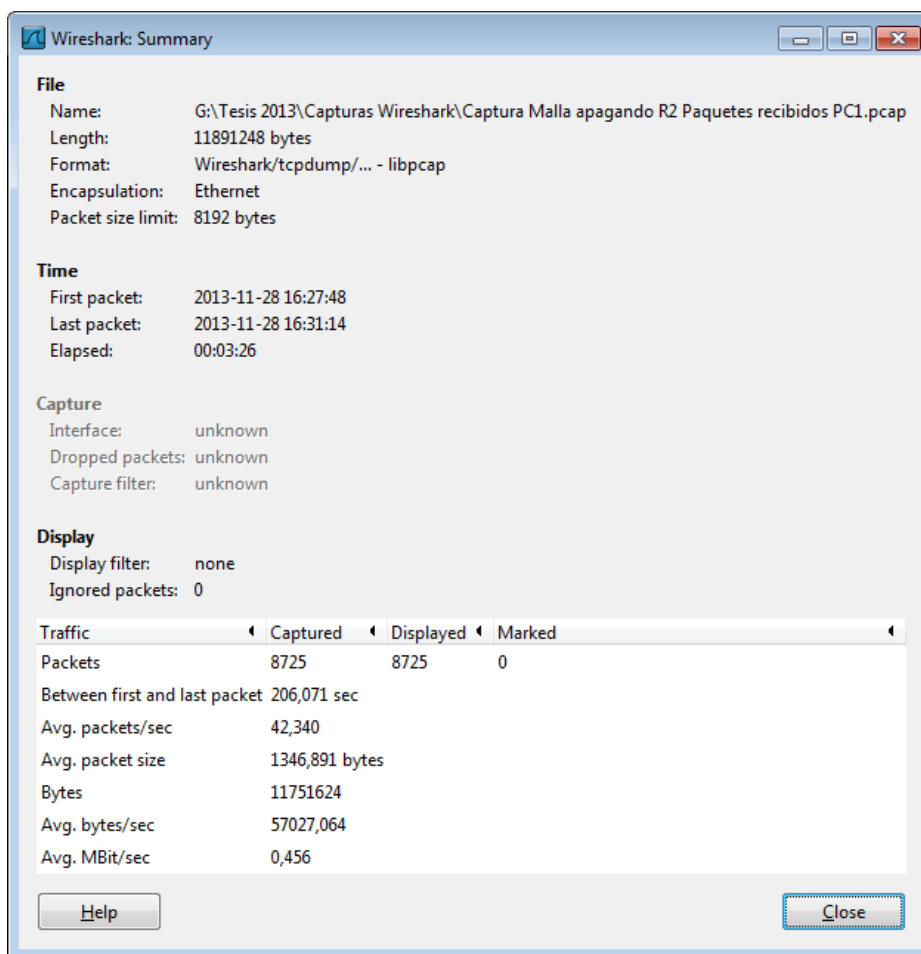 Wireshark: Summary
File
Name: G:\Tesis 2013\Capturas Wireshark\Captura Malla apagando R2 Paquetes recibidos PC1.pcap
Length: 11891248 bytes
Format: Wireshark/tcpdump/... - libpcap
Encapsulation: Ethernet
Packet size limit: 8192 bytes
Time
First packet: 2013-11-28 16:27:48
Last packet: 2013-11-28 16:31:14
Elapsed: 00:03:26
Capture
Interface: unknown
Dropped packets: unknown
Capture filter: unknown
Display
Display filter: none
Ignored packets: 0
Traffic Captured Displayed Marked
Packets 8725 8725 0
Between first and last packet 206,071 sec
Avg. packets/sec 42,340
Avg. packet size 1346,891 bytes
Bytes 11751624
Avg. bytes/sec 57027,064
Avg. MBit/sec 0,456
Help Close